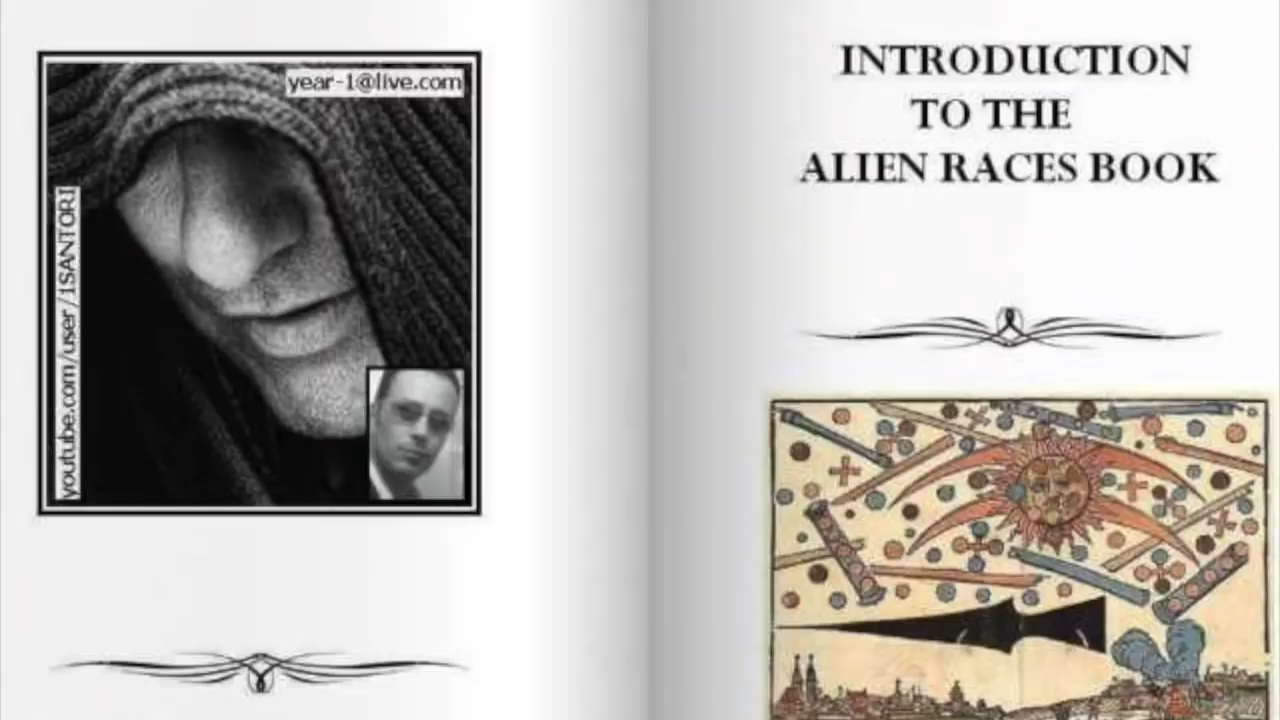 year-1@live.com
youtube.com/user/1SANTORI
INTRODUCTION
TO THE
ALIEN RACES BOOK